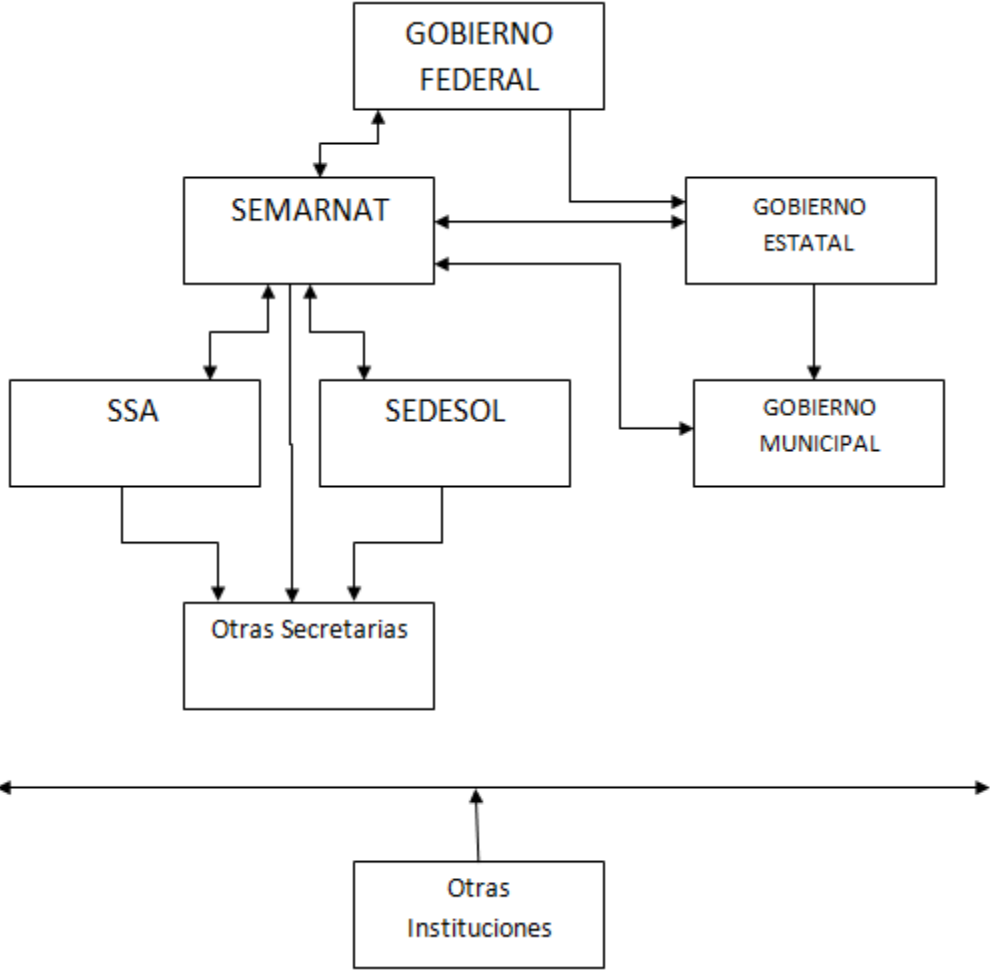 GOBIERNO
FEDERAL
SEMARNAT
GOBIERNO
ESTATAL
SSA
SEDESOL
GOBIERNO
MUNICIPAL
Otras Secretarias
Otras
Instituciones